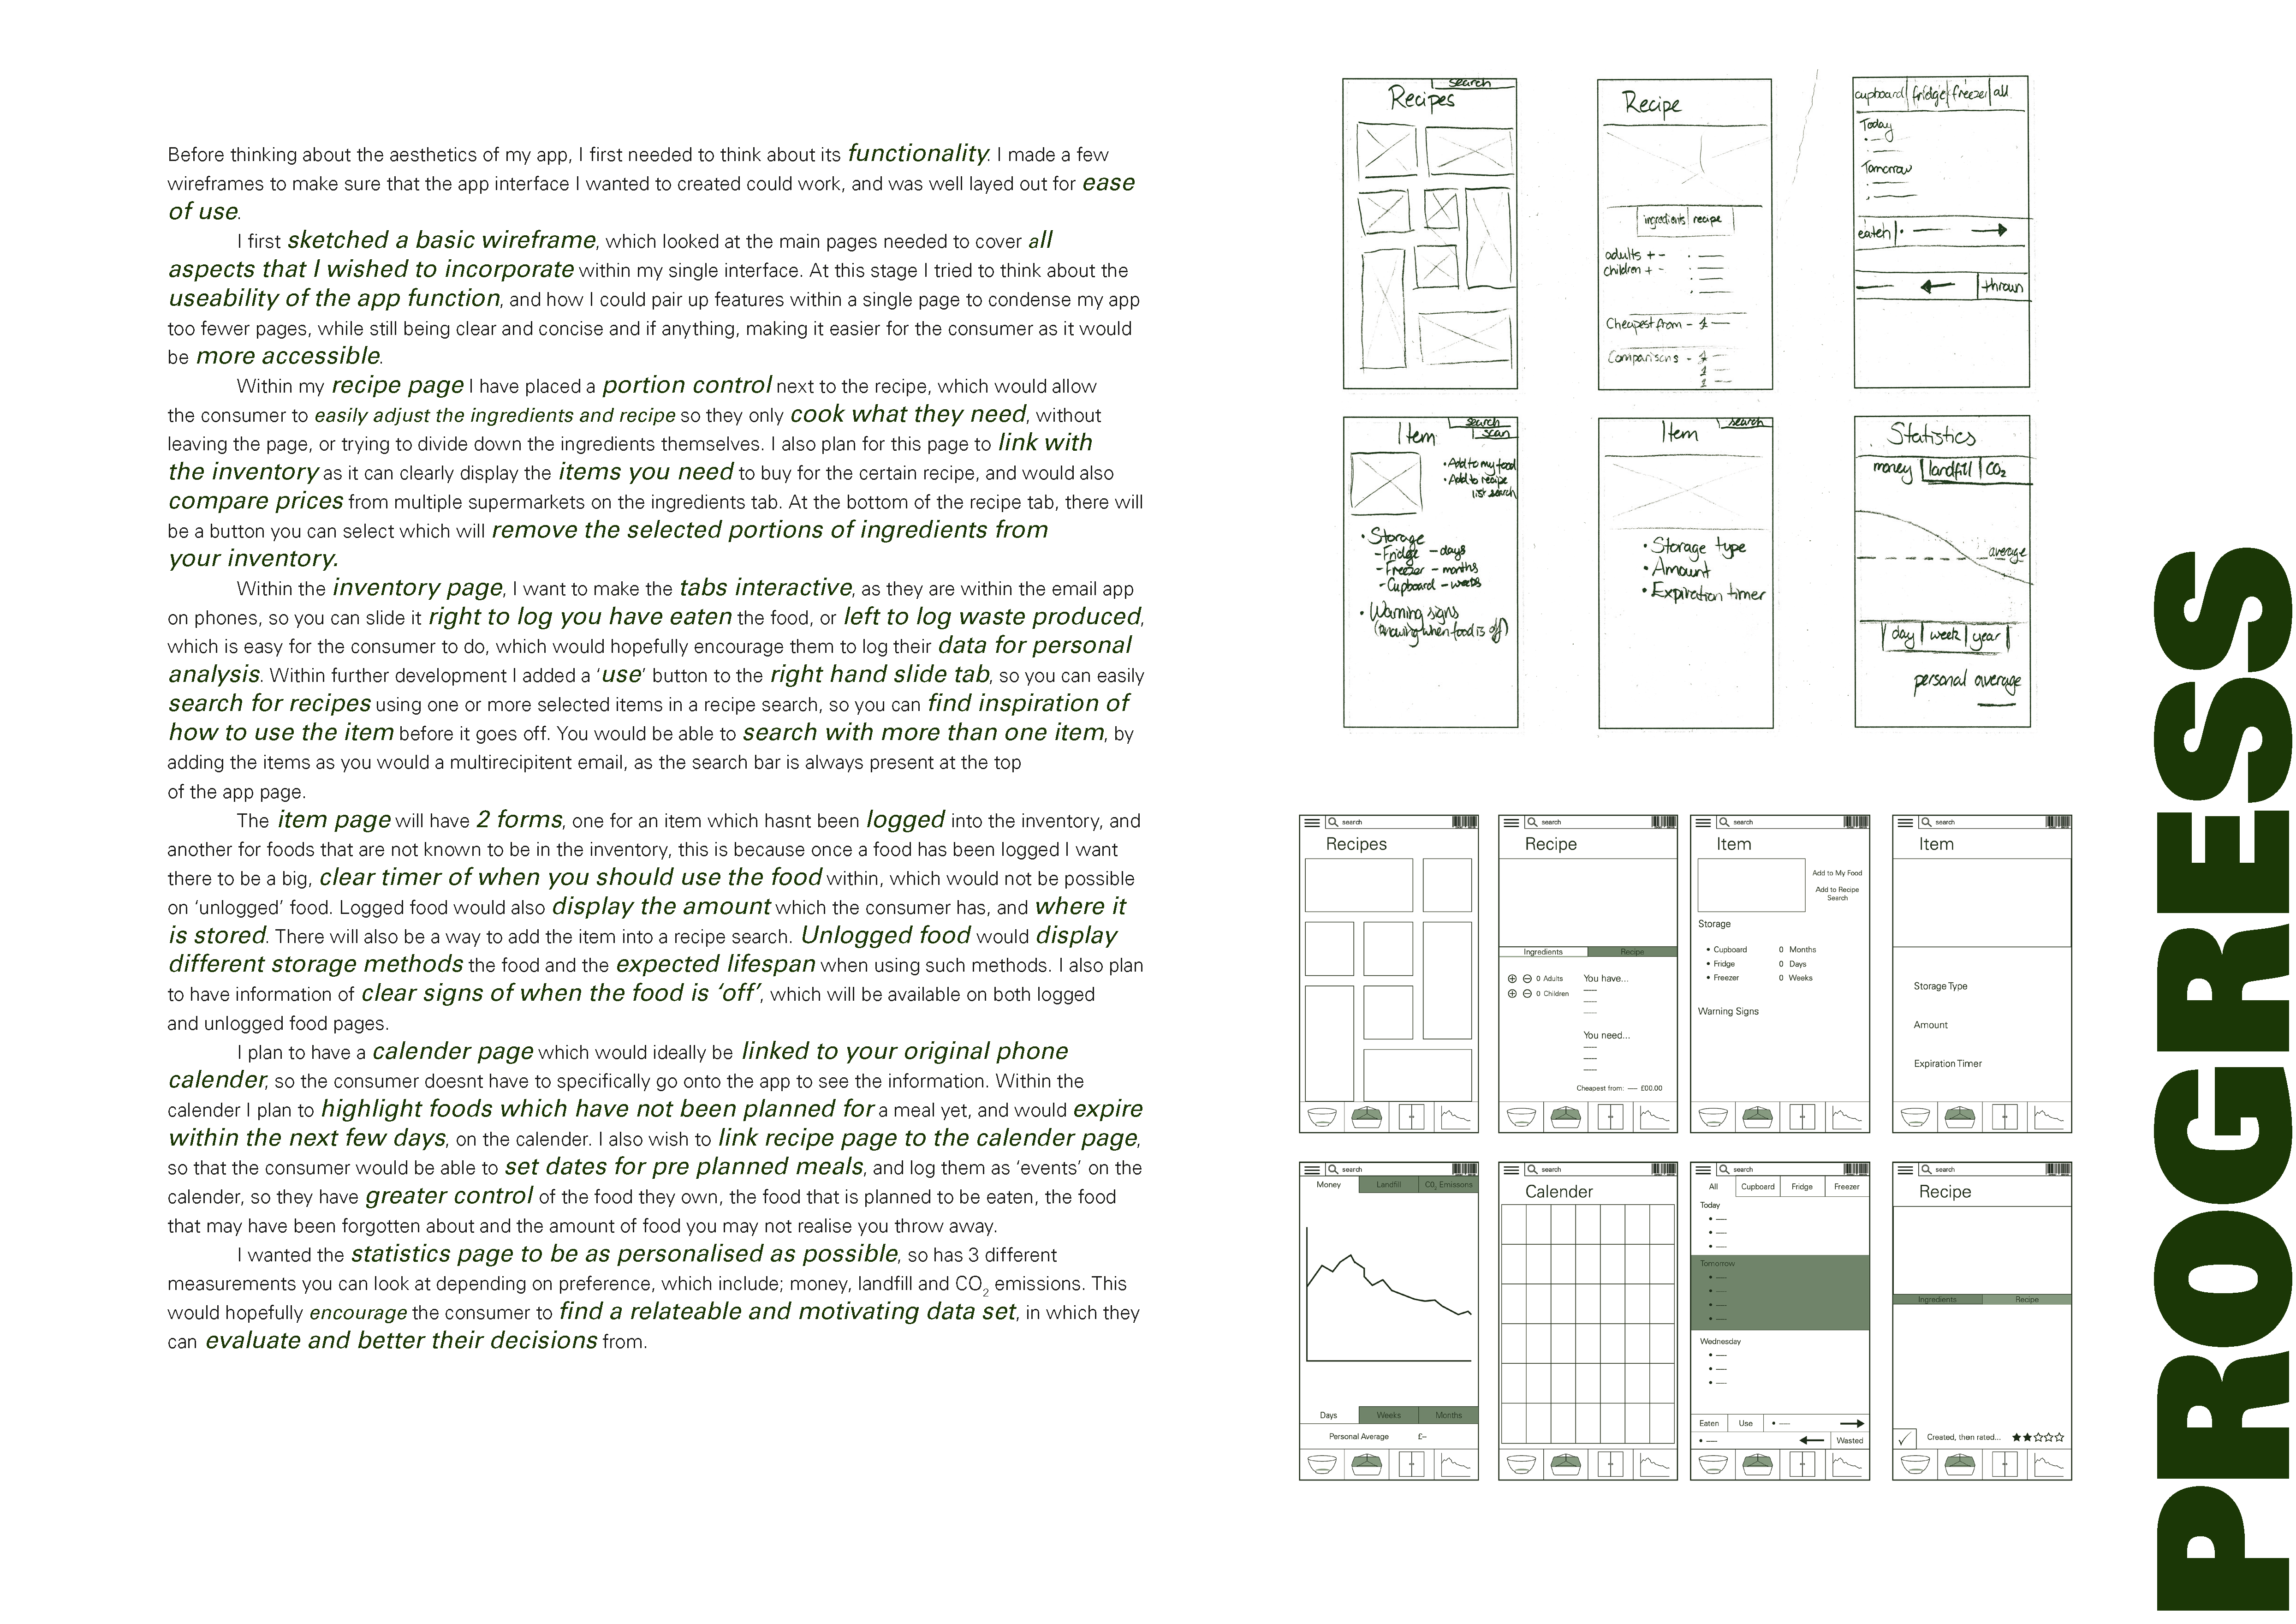 Before thinking about the aesthetics of my app, I first needed to think about its functionality. I made a few
wireframes to make sure that the app interface I wanted to created could work, and was well layed out for ease
of use.
I first sketched a basic wireframe, which looked at the main pages needed to cover all
aspects that I wished to incorporate within my single interface. At this stage I tried to think about the
useability of the app function, and how I could pair up features within a single page to condense my app
too fewer pages, while still being clear and concise and if anything, making it easier for the consumer as it would
be more accessible.
Within my recipe page I have placed a portion control next to the recipe, which would allow
the consumer to easily adjust the ingredients and recipe so they only cook what they need, without
leaving the page, or trying to divide down the ingredients themselves. I also plan for this page to link with
the inventory as it can clearly display the items you need to buy for the certain recipe, and would also
compare prices from multiple supermarkets on the ingredients tab. At the bottom of the recipe tab, there will
be a button you can select which will remove the selected portions of ingredients from
your inventory.
Within the inventory page, I want to make the tabs interactive, as they are within the email app
on phones, so you can slide it right to log you have eaten the food, or left to log waste produced,
which is easy for the consumer to do, which would hopefully encourage them to log their data for personal
analysis. Within further development I added a ‘use’ button to the right hand slide tab, so you can easily
search for recipes using one or more selected items in a recipe search, so you can find inspiration of
how to use the item before it goes off. You would be able to search with more than one item, by
adding the items as you would a multirecipitent email, as the search bar is always present at the top
of the app page.
The item page will have 2 forms, one for an item which hasnt been logged into the inventory, and
another for foods that are not known to be in the inventory, this is because once a food has been logged I want
there to be a big, clear timer of when you should use the food within, which would not be possible
on ‘unlogged’ food. Logged food would also display the amount which the consumer has, and where it
is stored. There will also be a way to add the item into a recipe search. Unlogged food would display
different storage methods the food and the expected lifespan when using such methods. I also plan
to have information of clear signs of when the food is ‘off’, which will be available on both logged
and unlogged food pages.
I plan to have a calender page which would ideally be linked to your original phone
calender, so the consumer doesnt have to specifically go onto the app to see the information. Within the
calender I plan to highlight foods which have not been planned for a meal yet, and would expire
within the next few days, on the calender. I also wish to link recipe page to the calender page,
so that the consumer would be able to set dates for pre planned meals, and log them as ‘events’ on the
calender, so they have greater control of the food they own, the food that is planned to be eaten, the food
that may have been forgotten about and the amount of food you may not realise you throw away.
I wanted the statistics page to be as personalised as possible, so has 3 different
measurements you can look at depending on preference, which include; money, landfill and CO2 emissions. This
would hopefully encourage the consumer to find a relateable and motivating data set, in which they
can evaluate and better their decisions from.
search
Recipes
Recipe
ingredients recipe
adults + -
children + -
Cheapest from -
Comparisons -
cupboard fridge freezer all
Today
Tomorrow
eaten
thrown
search
scan
Item
• Add to my food
• Add to recipe
list search
• Storage
- Fridge - days
- Freezer - months
- Cupboard - weeks
• Warning signs
(knowing when food is off)
search
Item
• Storage type
• Amount
• Expiration timer
Statistics
money landfill CO2
average
day week year
personal average
search
Recipes
search
Recipe
Ingredients Recipe
0 Adults
0 Children
You have...
You need...
Cheapest from: — £00.00
search
Item
Add to My Food
Add to Recipe
Search
Storage
• Cupboard 0 Months
• Fridge 0 Days
• Freezer 0 Weeks
Warning Signs
search
Item
Storage Type
Amount
Expiration Timer
search
Money Landfill CO2 Emissons
Days Weeks Months
Personal Average £–
search
Calender
search
All Cupboard Fridge Freezer
Today
Tomorrow
Wednesday
Eaten Use
Wasted
search
Recipe
Ingredients Recipe
Created, then rated...
PROGRESS